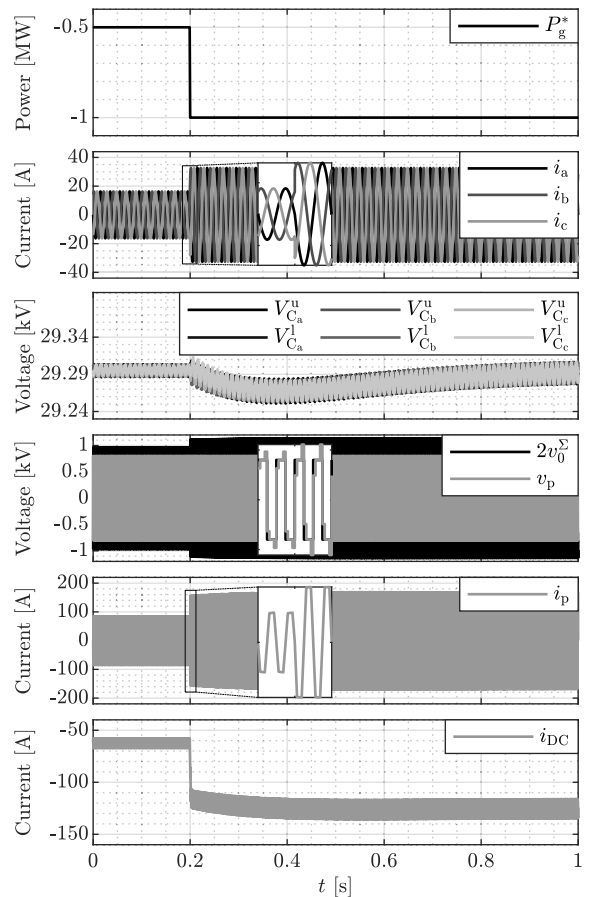 Power [MW]
-0.5
-1
P*g
Current [A]
40
20
0
-20
-40
ia
ib
ic
Voltage [kV]
29.34
29.29
29.24
VuCa VuCb VuCc
VlCa VlCb VlCc
Voltage [kV]
1
0.5
0
-0.5
-1
2vΣ0
vp
Current [A]
200
100
0
-100
-200
ip
Current [A]
-50
-100
-150
iDC
0 0.2 0.4 0.6 0.8 1
t [s]